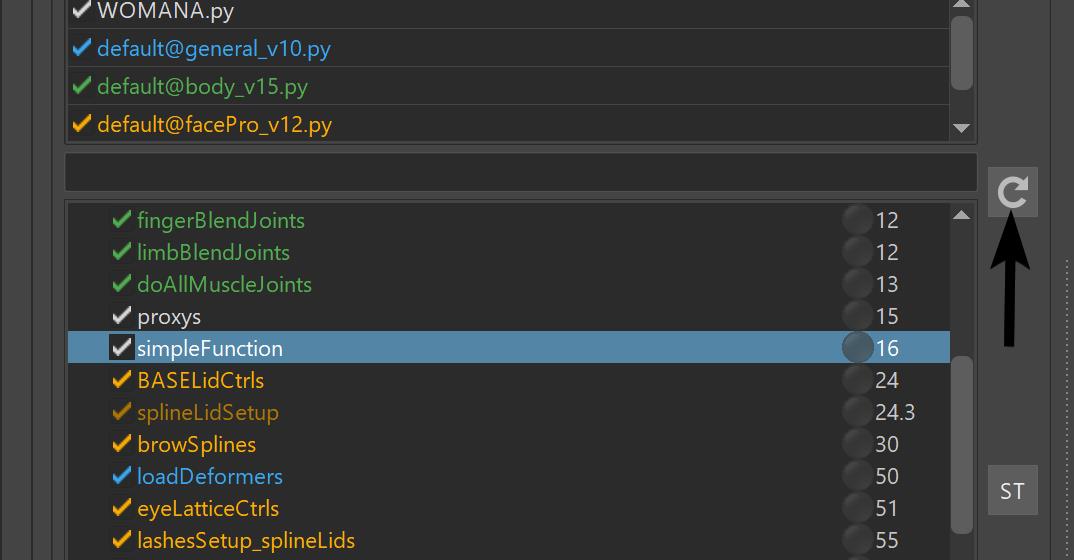 WOMANA.py
default@general_v10.py
default@body_v15.py
default@facePro_v12.py
fingerBlendJoints 12
limbBlendJoints 12
doAllMuscleJoints 13
proxys 15
simpleFunction 16
BASELidCtrls 24
splineLidSetup 24.3
browSplines 30
loadDeformers 50
ST
eyeLatticeCtrls 51
lashesSetup_splineLids 55